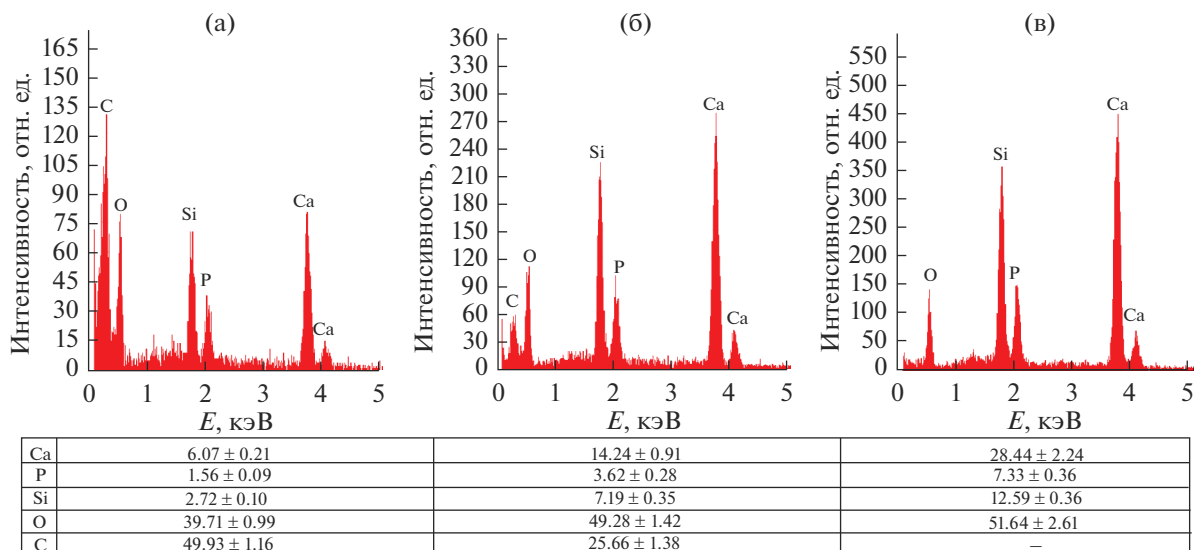 (а)
Интенсивность, отн. ед.
165
150
135
120
105
90
75
60
45
30
15
0
C
O
Si
P
Ca
Ca
0 1 2 3 4 5
E, кэВ
(б)
Интенсивность, отн. ед.
360
330
300
270
240
210
180
150
120
90
60
30
0
C
O
Si
P
Ca
Ca
0 1 2 3 4 5
E, кэВ
(в)
Интенсивность, отн. ед.
550
500
450
400
350
300
250
200
150
100
50
0
O
Si
P
Ca
Ca
0 1 2 3 4 5
E, кэВ
Ca 6.07 ± 0.21 14.24 ± 0.91 28.44 ± 2.24
P 1.56 ± 0.09 3.62 ± 0.28 7.33 ± 0.36
Si 2.72 ± 0.10 7.19 ± 0.35 12.59 ± 0.36
O 39.71 ± 0.99 49.28 ± 1.42 51.64 ± 2.61
C 49.93 ± 1.16 25.66 ± 1.38 –